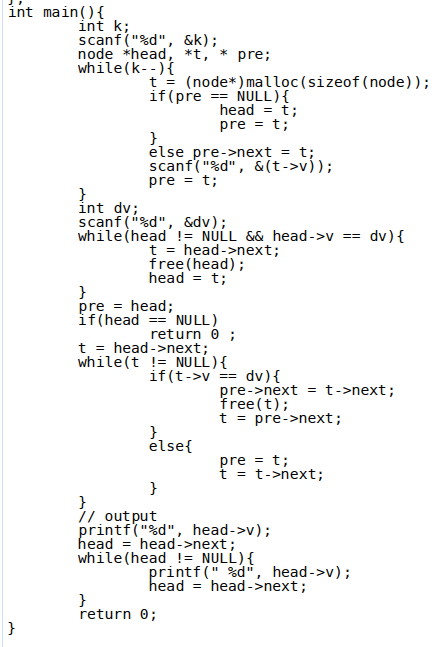 };
int main(){
int k;
scanf("%d", &k);
node *head, *t, * pre;
while(k--){
t = (node*)malloc(sizeof(node));
if(pre == NULL){
head = t;
pre = t;
}
else pre->next = t;
scanf("%d", &(t->v));
pre = t;
}
int dv;
scanf("%d", &dv);
while(head != NULL && head->v == dv){
t = head->next;
free(head);
head = t;
}
pre = head;
if(head == NULL)
return 0 ;
t = head->next;
while(t != NULL){
if(t->v == dv){
pre->next = t->next;
free(t);
t = pre->next;
}
else{
pre = t;
t = t->next;
}
}
// output
printf("%d", head->v);
head = head->next;
while(head != NULL){
printf(" %d", head->v);
head = head->next;
}
return 0;
}